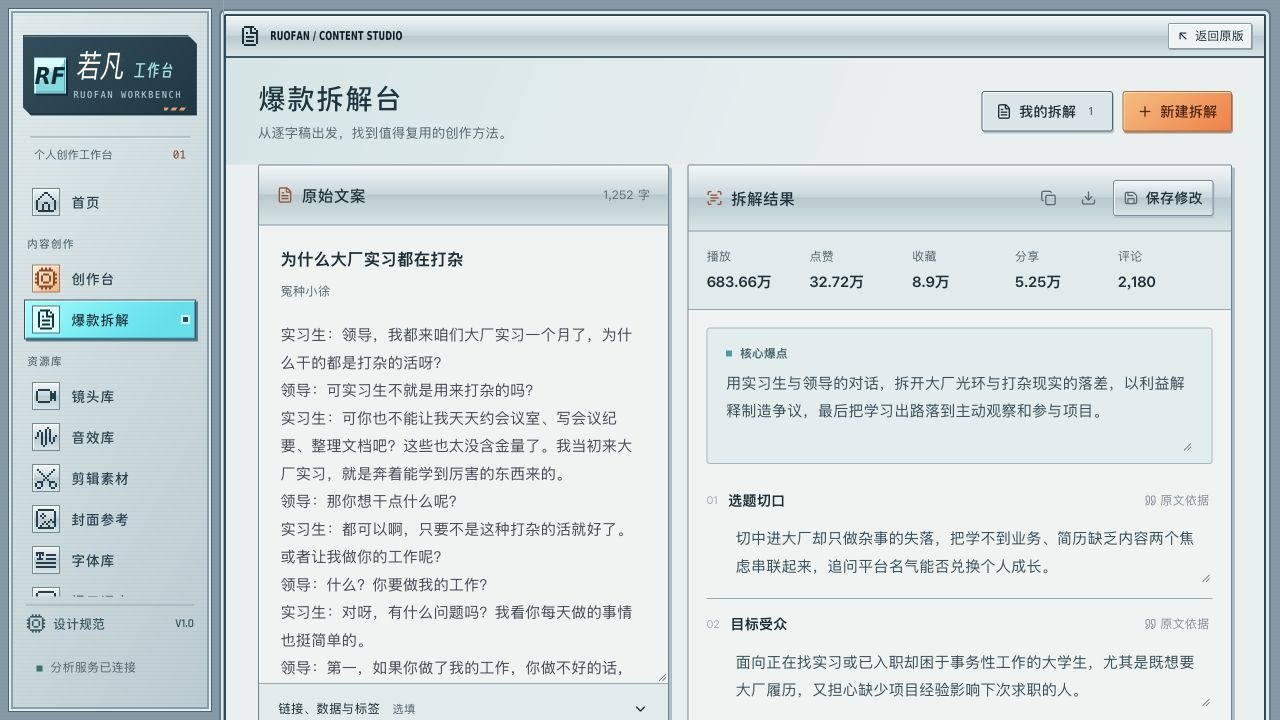 RF 若凡 工作台
RUOFAN WORKBENCH
个人创作工作台 01
首页
内容创作
创作台
爆款拆解
资源库
镜头库
音效库
剪辑素材
封面参考
字体库
设计规范 V1.0
分析服务已连接
RUOFAN / CONTENT STUDIO
返回原版
爆款拆解台
从逐字稿出发，找到值得复用的创作方法。
我的拆解 1
新建拆解
原始文案 1,252 字
为什么大厂实习都在打杂
冤种小徐
实习生：领导，我都来咱们大厂实习一个月了，为什
么干的都是打杂的活呀？
领导：可实习生不就是用来打杂的吗？
实习生：可你也不能让我天天约会议室、写会议纪
要、整理文档吧？这些也太没含金量了。我当初来大
厂实习，就是奔着能学到厉害的东西来的。
领导：那你想干点什么呢？
实习生：都可以啊，只要不是这种打杂的活就好了。
或者让我做你的工作呢？
领导：什么？你要做我的工作？
实习生：对呀，有什么问题吗？我看你每天做的事情
也挺简单的。
领导：第一，如果你做了我的工作，你做不好的话，
链接、数据与标签 选填
拆解结果
保存修改
播放 点赞 收藏 分享 评论
683.66万 32.72万 8.9万 5.25万 2,180
核心爆点
用实习生与领导的对话，拆开大厂光环与打杂现实的落差，以利益解
释制造争议，最后把学习出路落到主动观察和参与项目。
01 选题切口 原文依据
切中进大厂却只做杂事的失落，把学不到业务、简历缺乏内容两个焦
虑串联起来，追问平台名气能否兑换个人成长。
02 目标受众 原文依据
面向正在找实习或已入职却困于事务性工作的大学生，尤其是既想要
大厂履历，又担心缺少项目经验影响下次求职的人。